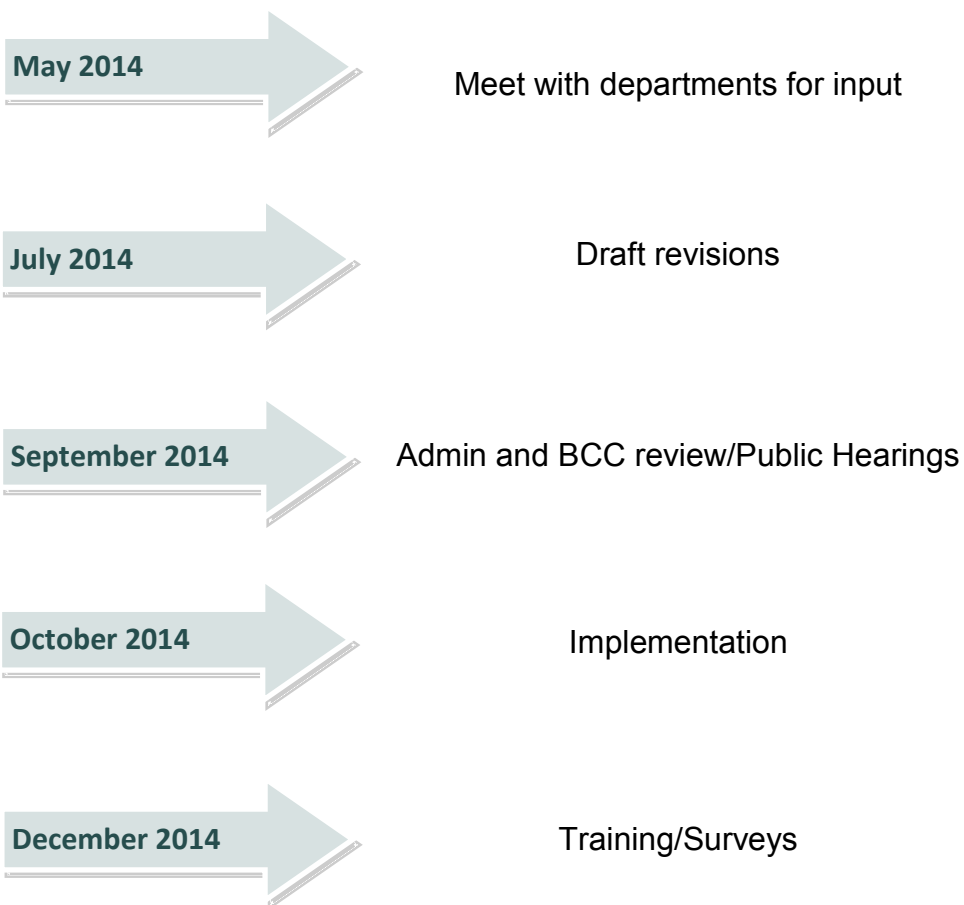 May 2014
Meet with departments for input
July 2014
Draft revisions
September 2014
Admin and BCC review/Public Hearings
October 2014
Implementation
December 2014
Training/Surveys